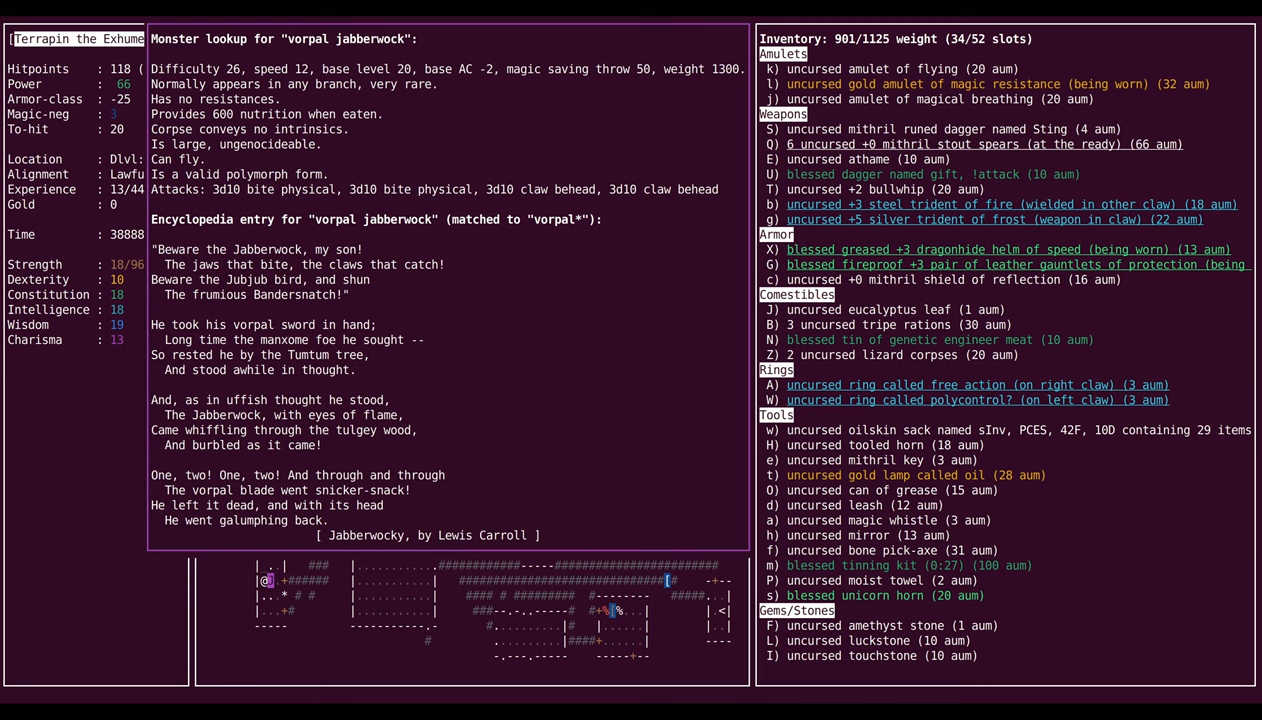 [Terrapin the Exhume
Hitpoints : 118 (
Power : 66
Armor-class : -25
Magic-neg : 3
To-hit : 20
Location : Dlvl:
Alignment : Lawfu
Experience : 13/44
Gold : 0
Time : 38888
Strength : 18/96
Dexterity : 10
Constitution : 18
Intelligence : 18
Wisdom : 19
Charisma : 13
Monster lookup for "vorpal jabberwock":
Difficulty 26, speed 12, base level 20, base AC -2, magic saving throw 50, weight 1300.
Normally appears in any branch, very rare.
Has no resistances.
Provides 600 nutrition when eaten.
Corpse conveys no intrinsics.
Is large, ungenocideable.
Can fly.
Is a valid polymorph form.
Attacks: 3d10 bite physical, 3d10 bite physical, 3d10 claw behead, 3d10 claw behead
Encyclopedia entry for "vorpal jabberwock" (matched to "vorpal*"):
"Beware the Jabberwock, my son!
The jaws that bite, the claws that catch!
Beware the Jubjub bird, and shun
The frumious Bandersnatch!"
He took his vorpal sword in hand;
Long time the manxome foe he sought --
So rested he by the Tumtum tree,
And stood awhile in thought.
And, as in uffish thought he stood,
The Jabberwock, with eyes of flame,
Came whiffling through the tulgey wood,
And burbled as it came!
One, two! One, two! And through and through
The vorpal blade went snicker-snack!
He left it dead, and with its head
He went galumphing back.
[ Jabberwocky, by Lewis Carroll ]
Inventory: 901/1125 weight (34/52 slots)
Amulets
k) uncursed amulet of flying (20 aum)
l) uncursed gold amulet of magic resistance (being worn) (32 aum)
j) uncursed amulet of magical breathing (20 aum)
Weapons
S) uncursed mithril runed dagger named Sting (4 aum)
Q) 6 uncursed +0 mithril stout spears (at the ready) (66 aum)
E) uncursed athame (10 aum)
U) blessed dagger named gift, !attack (10 aum)
T) uncursed +2 bullwhip (20 aum)
b) uncursed +3 steel trident of fire (wielded in other claw) (18 aum)
g) uncursed +5 silver trident of frost (weapon in claw) (22 aum)
Armor
X) blessed greased +3 dragonhide helm of speed (being worn) (13 aum)
G) blessed fireproof +3 pair of leather gauntlets of protection (being
c) uncursed +0 mithril shield of reflection (16 aum)
Comestibles
J) uncursed eucalyptus leaf (1 aum)
B) 3 uncursed tripe rations (30 aum)
N) blessed tin of genetic engineer meat (10 aum)
Z) 2 uncursed lizard corpses (20 aum)
Rings
A) uncursed ring called free action (on right claw) (3 aum)
W) uncursed ring called polycontrol? (on left claw) (3 aum)
Tools
w) uncursed oilskin sack named sInv, PCES, 42F, 10D containing 29 items
H) uncursed tooled horn (18 aum)
e) uncursed mithril key (3 aum)
t) uncursed gold lamp called oil (28 aum)
O) uncursed can of grease (15 aum)
d) uncursed leash (12 aum)
a) uncursed magic whistle (3 aum)
h) uncursed mirror (13 aum)
f) uncursed bone pick-axe (31 aum)
m) blessed tinning kit (0:27) (100 aum)
P) uncursed moist towel (2 aum)
s) blessed unicorn horn (20 aum)
Gems/Stones
F) uncursed amethyst stone (1 aum)
L) uncursed luckstone (10 aum)
I) uncursed touchstone (10 aum)